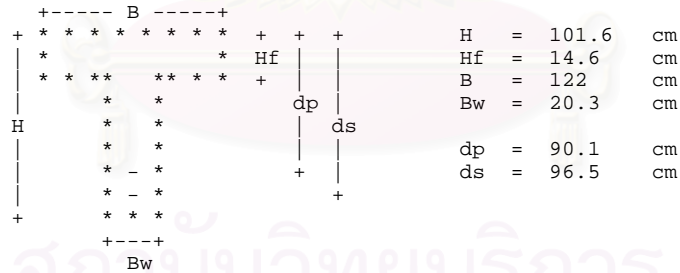 +----- B -----+
+ * * * * * * * * + + + H = 101.6 cm
| * * Hf | | Hf = 14.6 cm
| * * ** ** * * + | | B = 122 cm
| * * dp | Bw = 20.3 cm
H * * | ds
| * * | | dp = 90.1 cm
| * – * + | ds = 96.5 cm
| * – * +
+ * * *
+---+
Bw